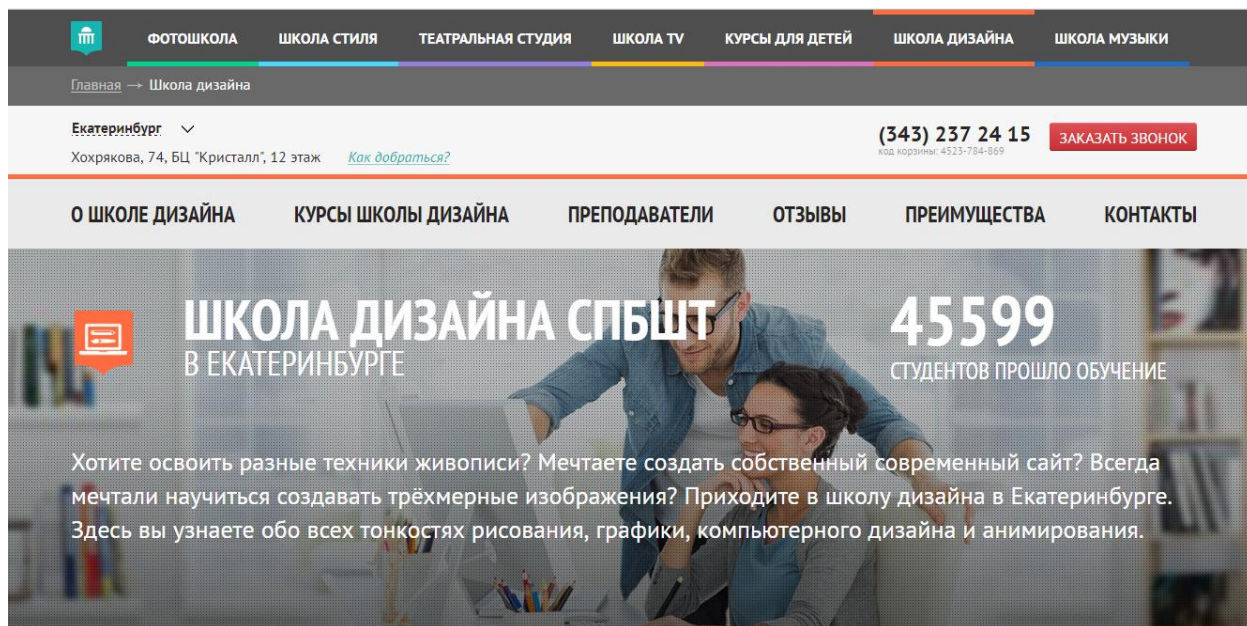 ФОТОШКОЛА ШКОЛА СТИЛЯ ТЕАТРАЛЬНАЯ СТУДИЯ ШКОЛА TV КУРСЫ ДЛЯ ДЕТЕЙ ШКОЛА ДИЗАЙНА ШКОЛА МУЗЫКИ
Главная → Школа дизайна
Екатеринбург
(343) 237 24 15
код корзины: 4523-784-869
ЗАКАЗАТЬ ЗВОНОК
Хохрякова, 74, БЦ "Кристалл", 12 этаж Как добраться?
О ШКОЛЕ ДИЗАЙНА КУРСЫ ШКОЛЫ ДИЗАЙНА ПРЕПОДАВАТЕЛИ ОТЗЫВЫ ПРЕИМУЩЕСТВА КОНТАКТЫ
ШКОЛА ДИЗАЙНА СПБШТ
В ЕКАТЕРИНБУРГЕ
45599
СТУДЕНТОВ ПРОШЛО ОБУЧЕНИЕ
Хотите освоить разные техники живописи? Мечтаете создать собственный современный сайт? Всегда
мечтали научиться создавать трёхмерные изображения? Приходите в школу дизайна в Екатеринбурге.
Здесь вы узнаете обо всех тонкостях рисования, графики, компьютерного дизайна и анимирования.